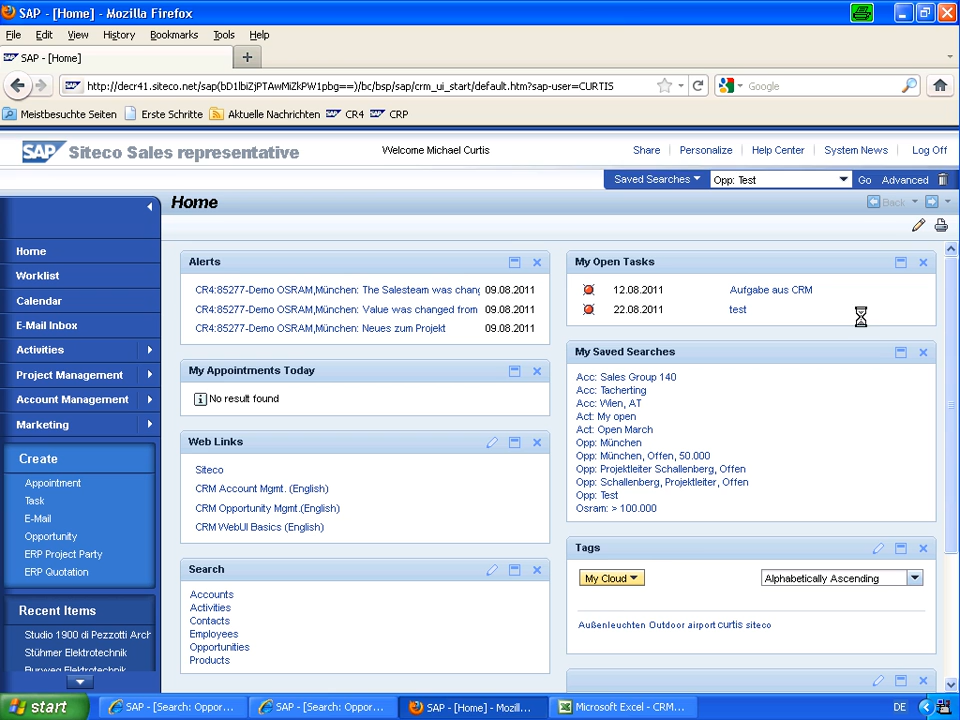 SAP - [Home] - Mozilla Firefox
File Edit View History Bookmarks Tools Help
SAP - [Home]
http://decr41.siteco.net/sap(bD1lbiZjPTAwMiZkPW1pbg==)/bc/bsp/sap/crm_ui_start/default.htm?sap-user=CURTIS
Google
Meistbesuchte Seiten Erste Schritte Aktuelle Nachrichten CR4 CRP
SAP Siteco Sales representative
Welcome Michael Curtis
Share Personalize Help Center System News Log Off
Saved Searches Opp: Test Go Advanced
Home
Back
Home
Worklist
Calendar
E-Mail Inbox
Activities
Project Management
Account Management
Marketing
Create
Appointment
Task
E-Mail
Opportunity
ERP Project Party
ERP Quotation
Recent Items
Studio 1900 di Pezzotti Arch
Stühmer Elektrotechnik
Burweg Elektrotechnik
Alerts
CR4:85277-Demo OSRAM,München: The Salesteam was chang 09.08.2011
CR4:85277-Demo OSRAM,München: Value was changed from 09.08.2011
CR4:85277-Demo OSRAM,München: Neues zum Projekt 09.08.2011
My Appointments Today
No result found
Web Links
Siteco
CRM Account Mgmt. (English)
CRM Opportunity Mgmt.(English)
CRM WebUI Basics (English)
Search
Accounts
Activities
Contacts
Employees
Opportunities
Products
My Open Tasks
12.08.2011 Aufgabe aus CRM
22.08.2011 test
My Saved Searches
Acc: Sales Group 140
Acc: Tacherting
Acc: Wien, AT
Act: My open
Act: Open March
Opp: München
Opp: München, Offen, 50.000
Opp: Projektleiter Schallenberg, Offen
Opp: Schallenberg, Projektleiter, Offen
Opp: Test
Osram: > 100.000
Tags
My Cloud Alphabetically Ascending
Außenleuchten Outdoor airport curtis siteco
start SAP - [Search: Oppor... SAP - [Search: Oppor... SAP - [Home] - Mozill... Microsoft Excel - CRM... DE